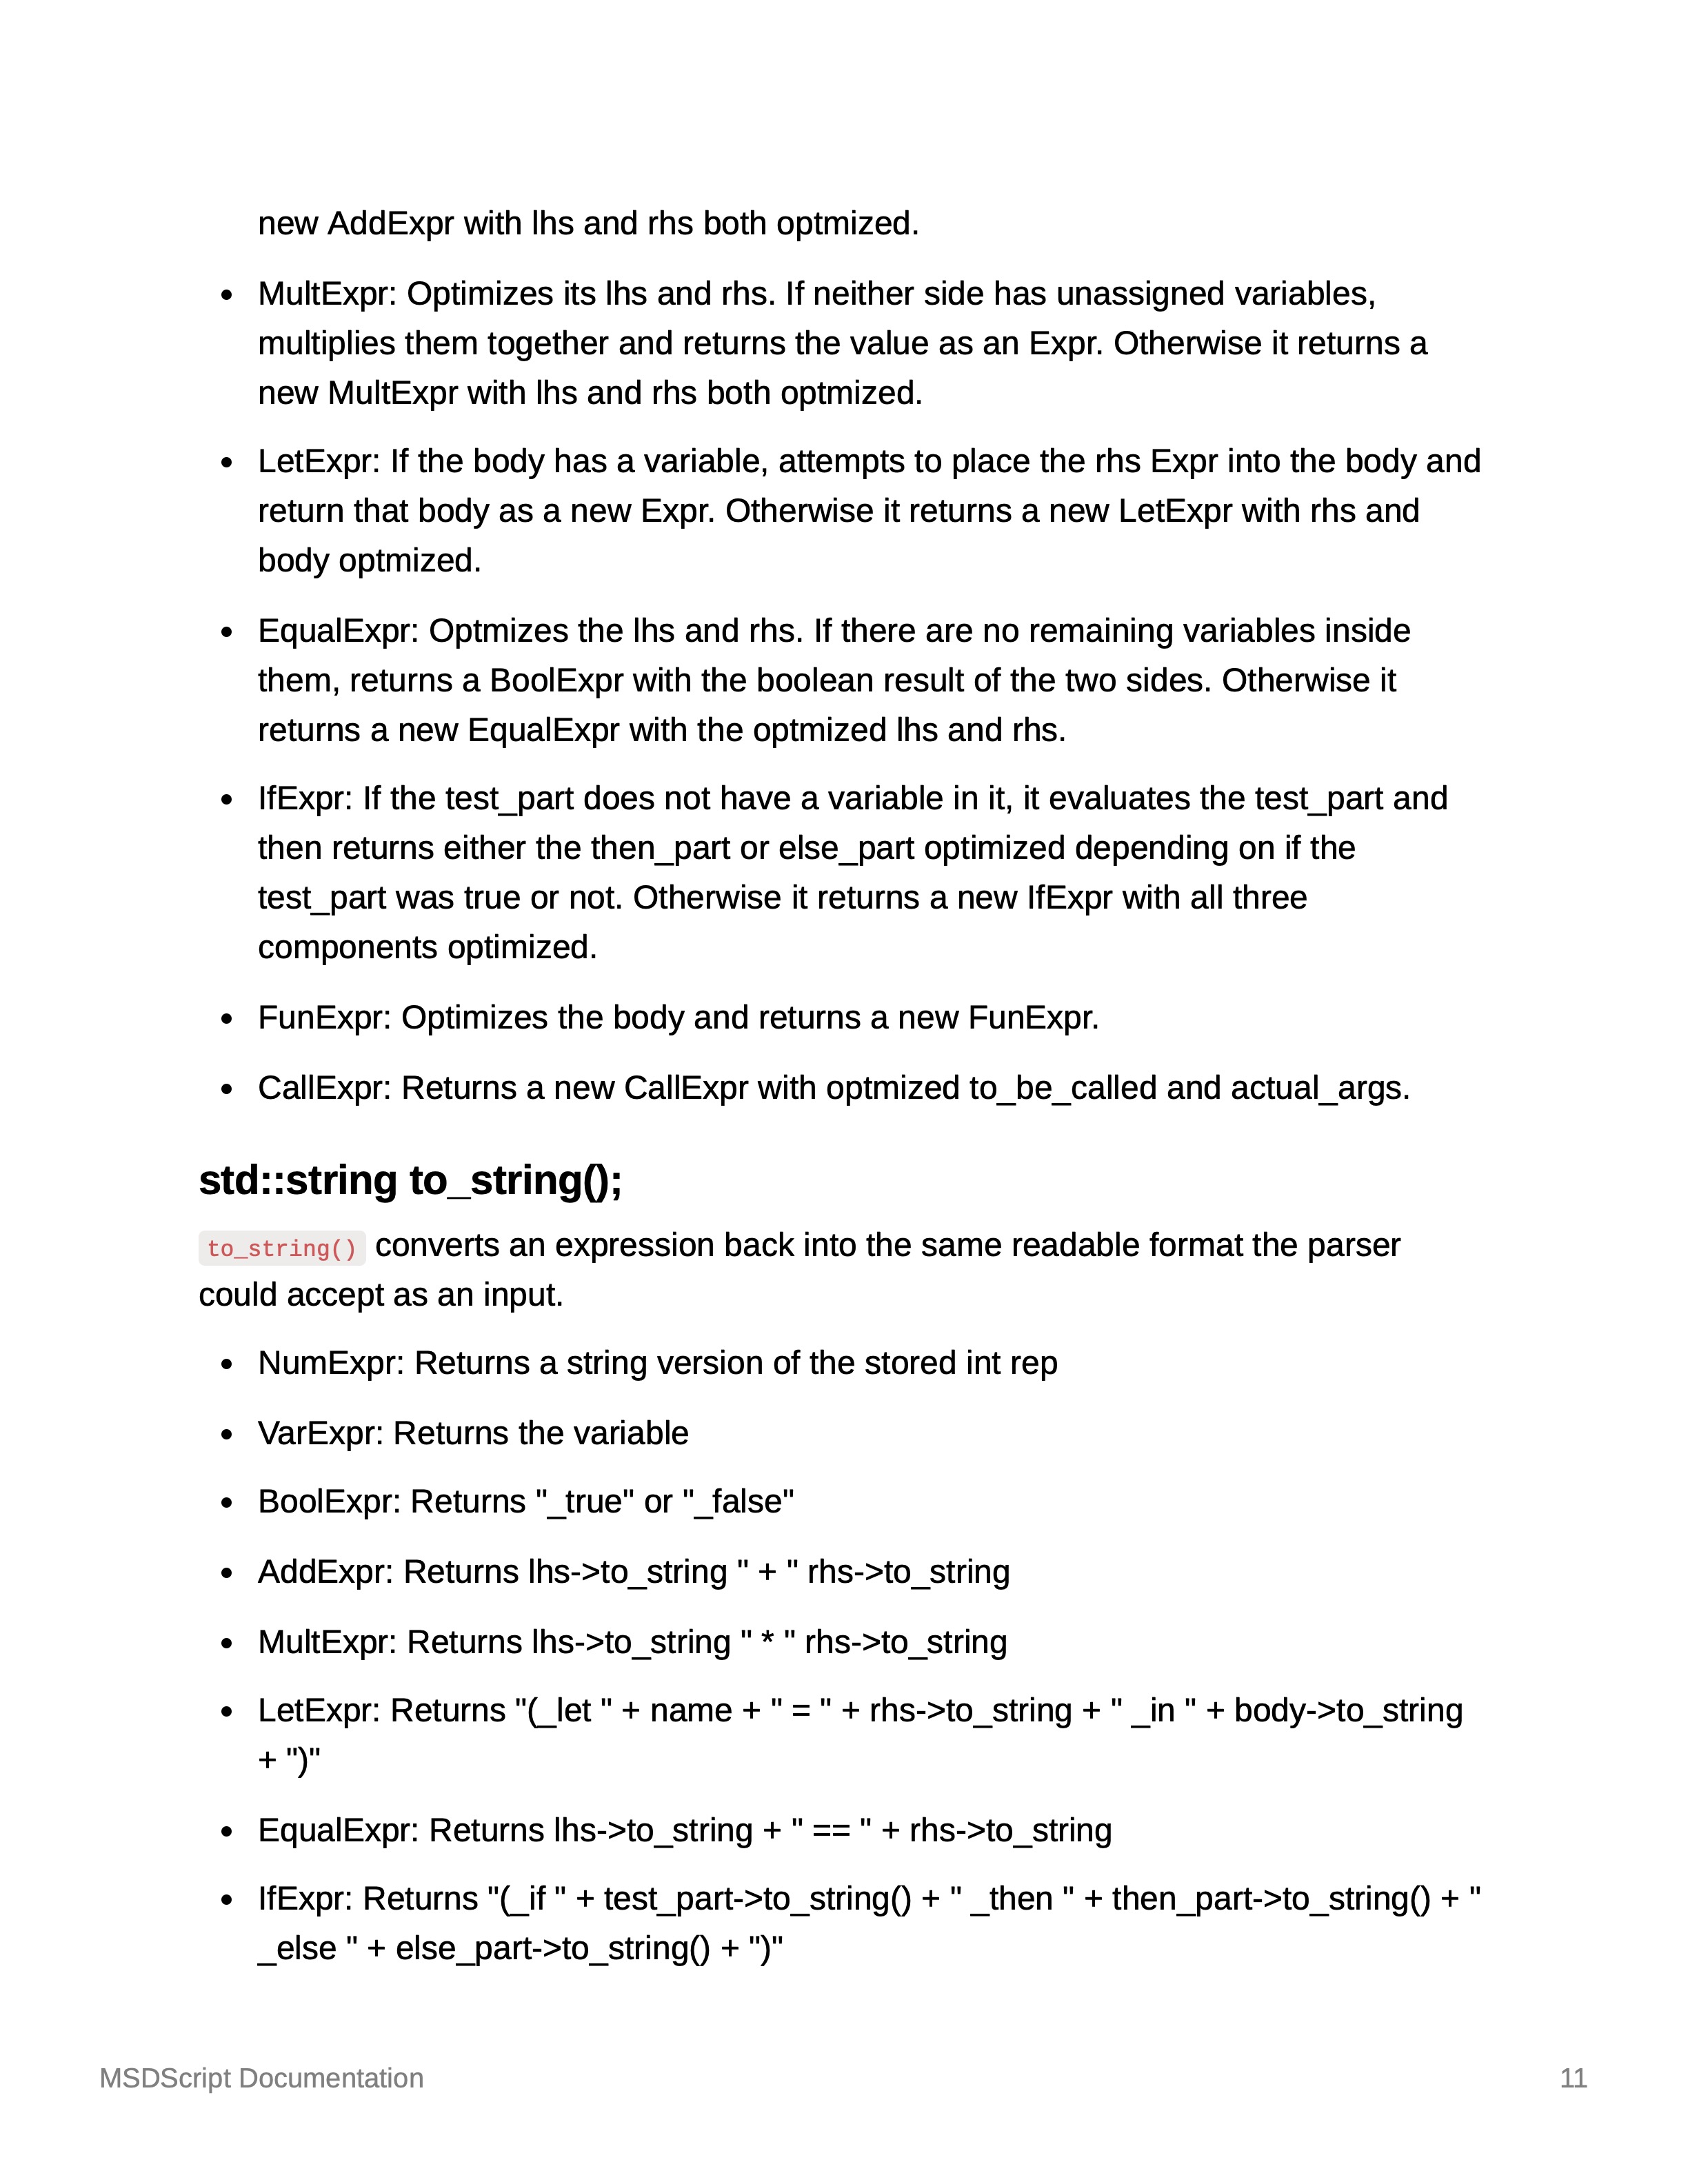 new AddExpr with lhs and rhs both optmized.
• MultExpr: Optimizes its lhs and rhs. If neither side has unassigned variables,
multiplies them together and returns the value as an Expr. Otherwise it returns a
new MultExpr with lhs and rhs both optmized.
• LetExpr: If the body has a variable, attempts to place the rhs Expr into the body and
return that body as a new Expr. Otherwise it returns a new LetExpr with rhs and
body optmized.
• EqualExpr: Optmizes the lhs and rhs. If there are no remaining variables inside
them, returns a BoolExpr with the boolean result of the two sides. Otherwise it
returns a new EqualExpr with the optmized lhs and rhs.
• IfExpr: If the test_part does not have a variable in it, it evaluates the test_part and
then returns either the then_part or else_part optimized depending on if the
test_part was true or not. Otherwise it returns a new IfExpr with all three
components optimized.
• FunExpr: Optimizes the body and returns a new FunExpr.
• CallExpr: Returns a new CallExpr with optmized to_be_called and actual_args.
std::string to_string();
to_string() converts an expression back into the same readable format the parser
could accept as an input.
• NumExpr: Returns a string version of the stored int rep
• VarExpr: Returns the variable
• BoolExpr: Returns "_true" or "_false"
• AddExpr: Returns lhs->to_string " + " rhs->to_string
• MultExpr: Returns lhs->to_string " * " rhs->to_string
• LetExpr: Returns "(_let " + name + " = " + rhs->to_string + " _in " + body->to_string
+ ")"
• EqualExpr: Returns lhs->to_string + " == " + rhs->to_string
• IfExpr: Returns "(_if " + test_part->to_string() + " _then " + then_part->to_string() + "
_else " + else_part->to_string() + ")"
MSDScript Documentation 11